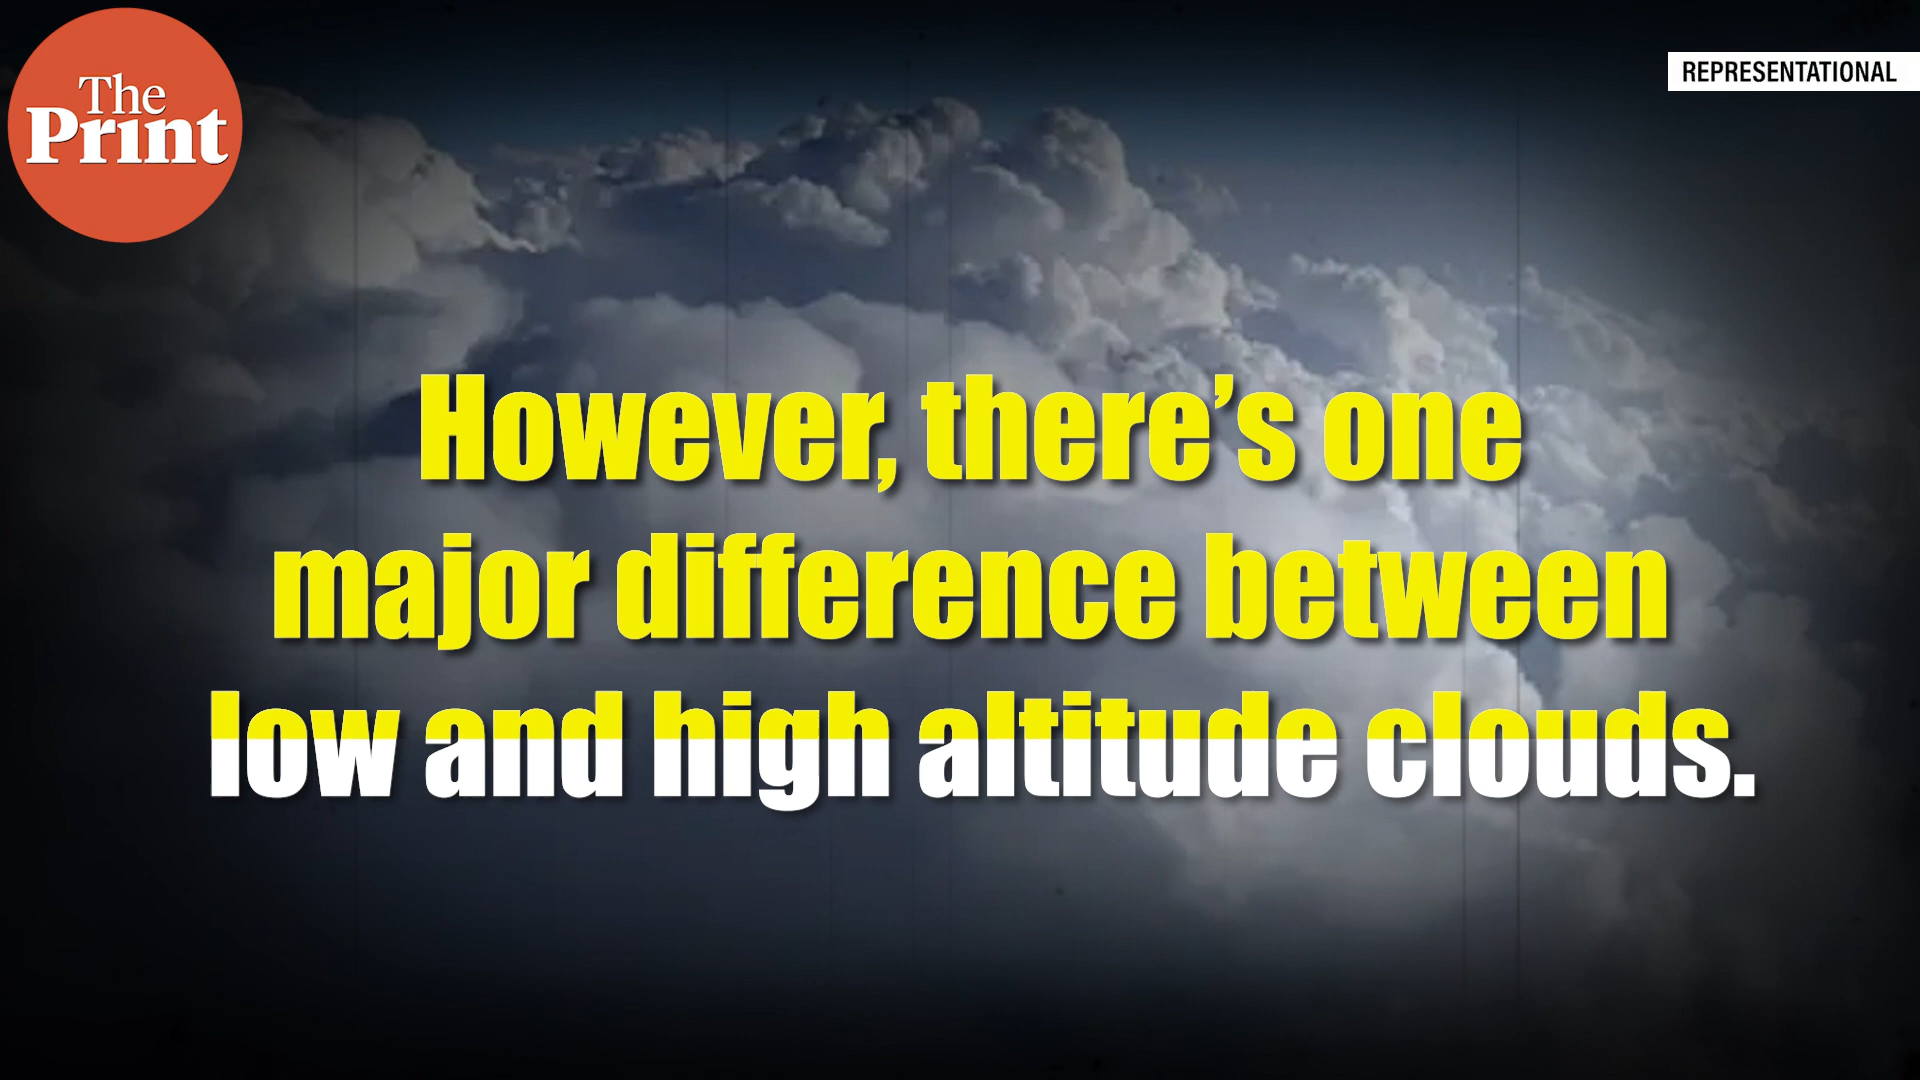 The
Print
REPRESENTATIONAL
However, there’s one
major difference between
low and high altitude clouds.